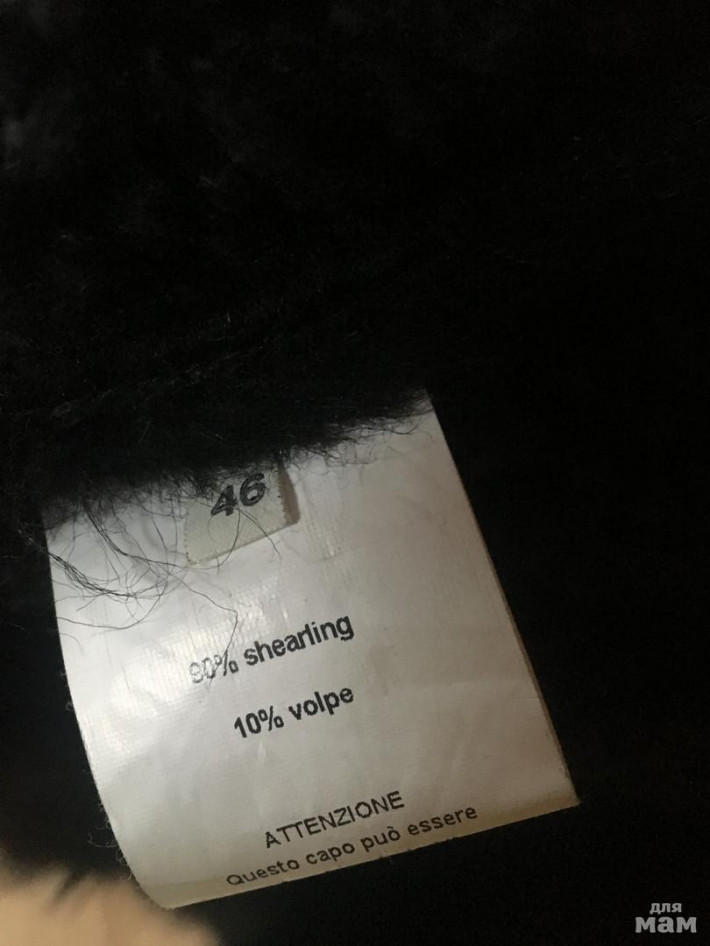 46
90% shearling
10% volpe
ATTENZIONE
Questo capo può essere
для
мам